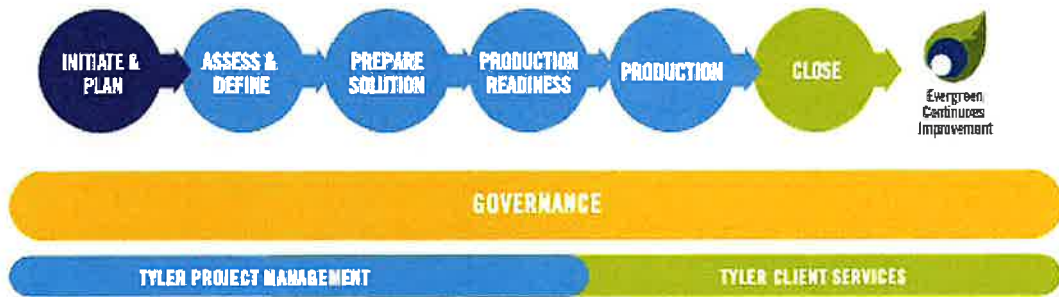 INITIATE &
PLAN
ASSESS &
DEFINE
PREPARE
SOLUTION
PRODUCTION
READINESS
PRODUCTION
CLOSE
Evergreen
Continuous
Improvement
GOVERNANCE
TYLER PROJECT MANAGEMENT
TYLER CLIENT SERVICES